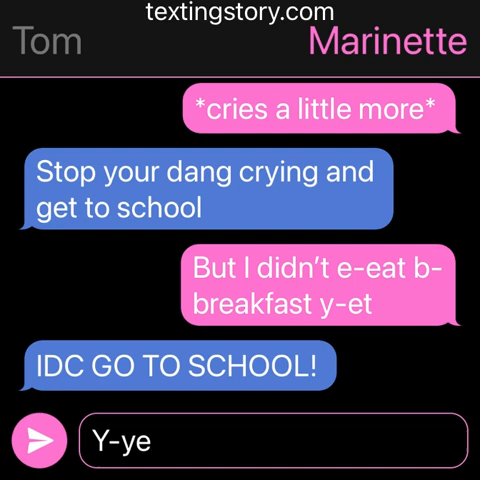 textingstory.com
Tom
Marinette
*cries a little more*
Stop your dang crying and
get to school
But I didn’t e-eat b-
breakfast y-et
IDC GO TO SCHOOL!
Y-ye